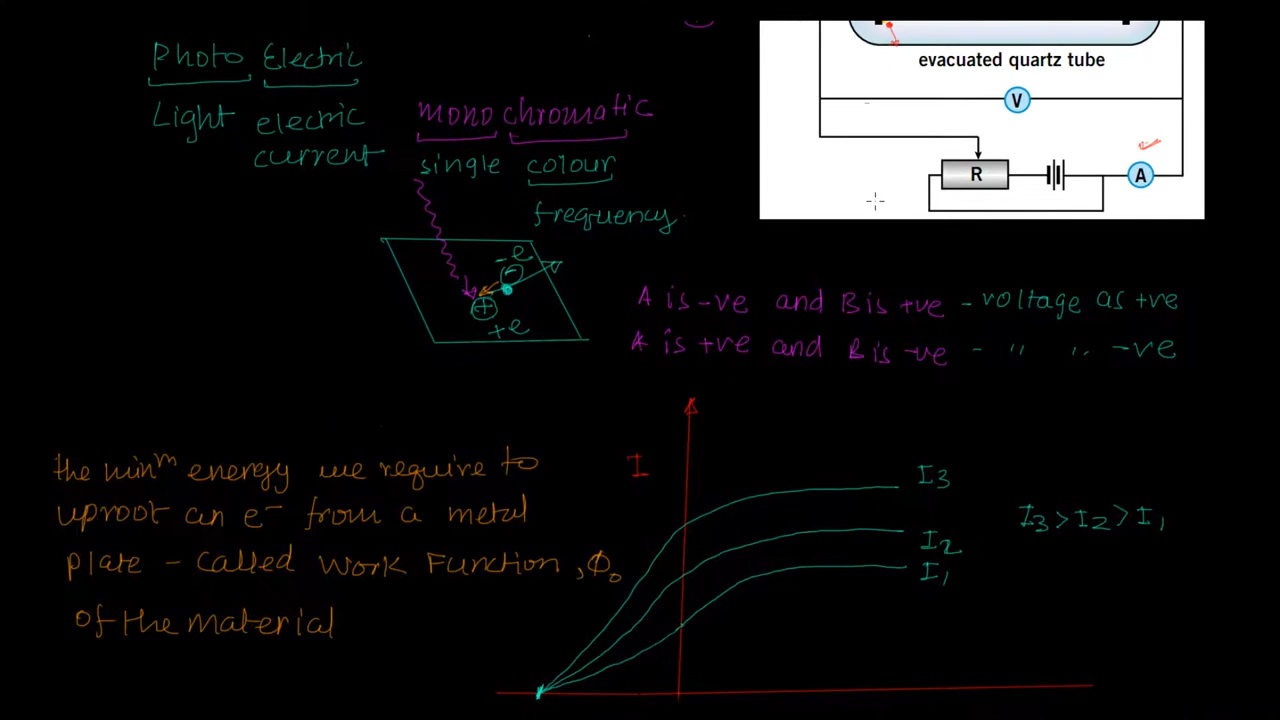 Photo Electric
Light electric
current
mono chromatic
single colour
frequency.
-e
-
+
+e
evacuated quartz tube
V
R
A
A is -ve and B is +ve - voltage as +ve
A is +ve and B is -ve - " " -ve
the minᵐ energy we require to
uproot an e⁻ from a metal
plate - called Work Function, Φ₀
of the material
I
I3
I2
I1
I3 > I2 > I1